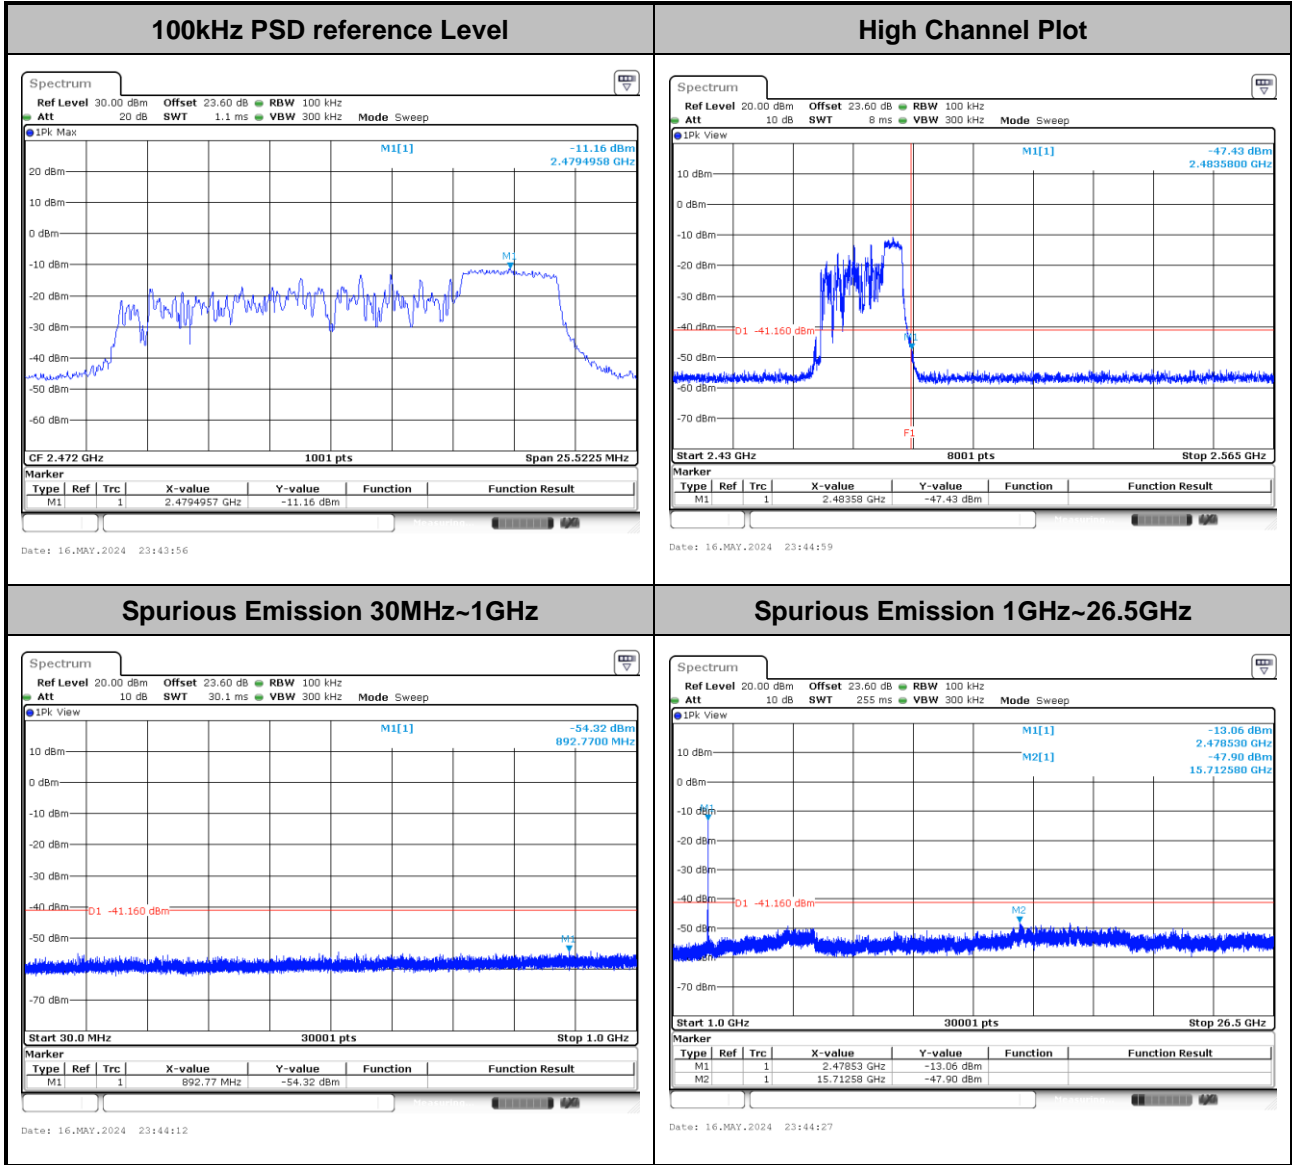 100kHz PSD reference Level
Spectrum
Ref Level 30.00 dBm Offset 23.60 dB RBW 100 kHz
Att 20 dB SWT 1.1 ms VBW 300 kHz Mode Sweep
1Pk Max
M1[1] -11.16 dBm
2.4794958 GHz
20 dBm
10 dBm
0 dBm
M1
-10 dBm
-20 dBm
-30 dBm
-40 dBm
-50 dBm
-60 dBm
CF 2.472 GHz 1001 pts Span 25.5225 MHz
Marker
Type Ref Trc X-value Y-value Function Function Result
M1 1 2.4794957 GHz -11.16 dBm
Date: 16.MAY.2024 23:43:56
High Channel Plot
Spectrum
Ref Level 20.00 dBm Offset 23.60 dB RBW 100 kHz
Att 10 dB SWT 8 ms VBW 300 kHz Mode Sweep
1Pk View
M1[1] -47.43 dBm
2.4835800 GHz
10 dBm
0 dBm
-10 dBm
-20 dBm
-30 dBm
-40 dBm
D1 -41.160 dBm
M1
-50 dBm
-60 dBm
-70 dBm
F1
Start 2.43 GHz 8001 pts Stop 2.565 GHz
Marker
Type Ref Trc X-value Y-value Function Function Result
M1 1 2.48358 GHz -47.43 dBm
Date: 16.MAY.2024 23:44:59
Spurious Emission 30MHz~1GHz
Spectrum
Ref Level 20.00 dBm Offset 23.60 dB RBW 100 kHz
Att 10 dB SWT 30.1 ms VBW 300 kHz Mode Sweep
1Pk View
M1[1] -54.32 dBm
892.7700 MHz
10 dBm
0 dBm
-10 dBm
-20 dBm
-30 dBm
-40 dBm
D1 -41.160 dBm
-50 dBm
M1
-70 dBm
Start 30.0 MHz 30001 pts Stop 1.0 GHz
Marker
Type Ref Trc X-value Y-value Function Function Result
M1 1 892.77 MHz -54.32 dBm
Date: 16.MAY.2024 23:44:12
Spurious Emission 1GHz~26.5GHz
Spectrum
Ref Level 20.00 dBm Offset 23.60 dB RBW 100 kHz
Att 10 dB SWT 255 ms VBW 300 kHz Mode Sweep
1Pk View
M1[1] -13.06 dBm
2.478530 GHz
M2[1] -47.90 dBm
15.712580 GHz
10 dBm
0 dBm
-10 dBm
M1
-20 dBm
-30 dBm
-40 dBm
D1 -41.160 dBm
M2
-50 dBm
-70 dBm
Start 1.0 GHz 30001 pts Stop 26.5 GHz
Marker
Type Ref Trc X-value Y-value Function Function Result
M1 1 2.47853 GHz -13.06 dBm
M2 1 15.71258 GHz -47.90 dBm
Date: 16.MAY.2024 23:44:27